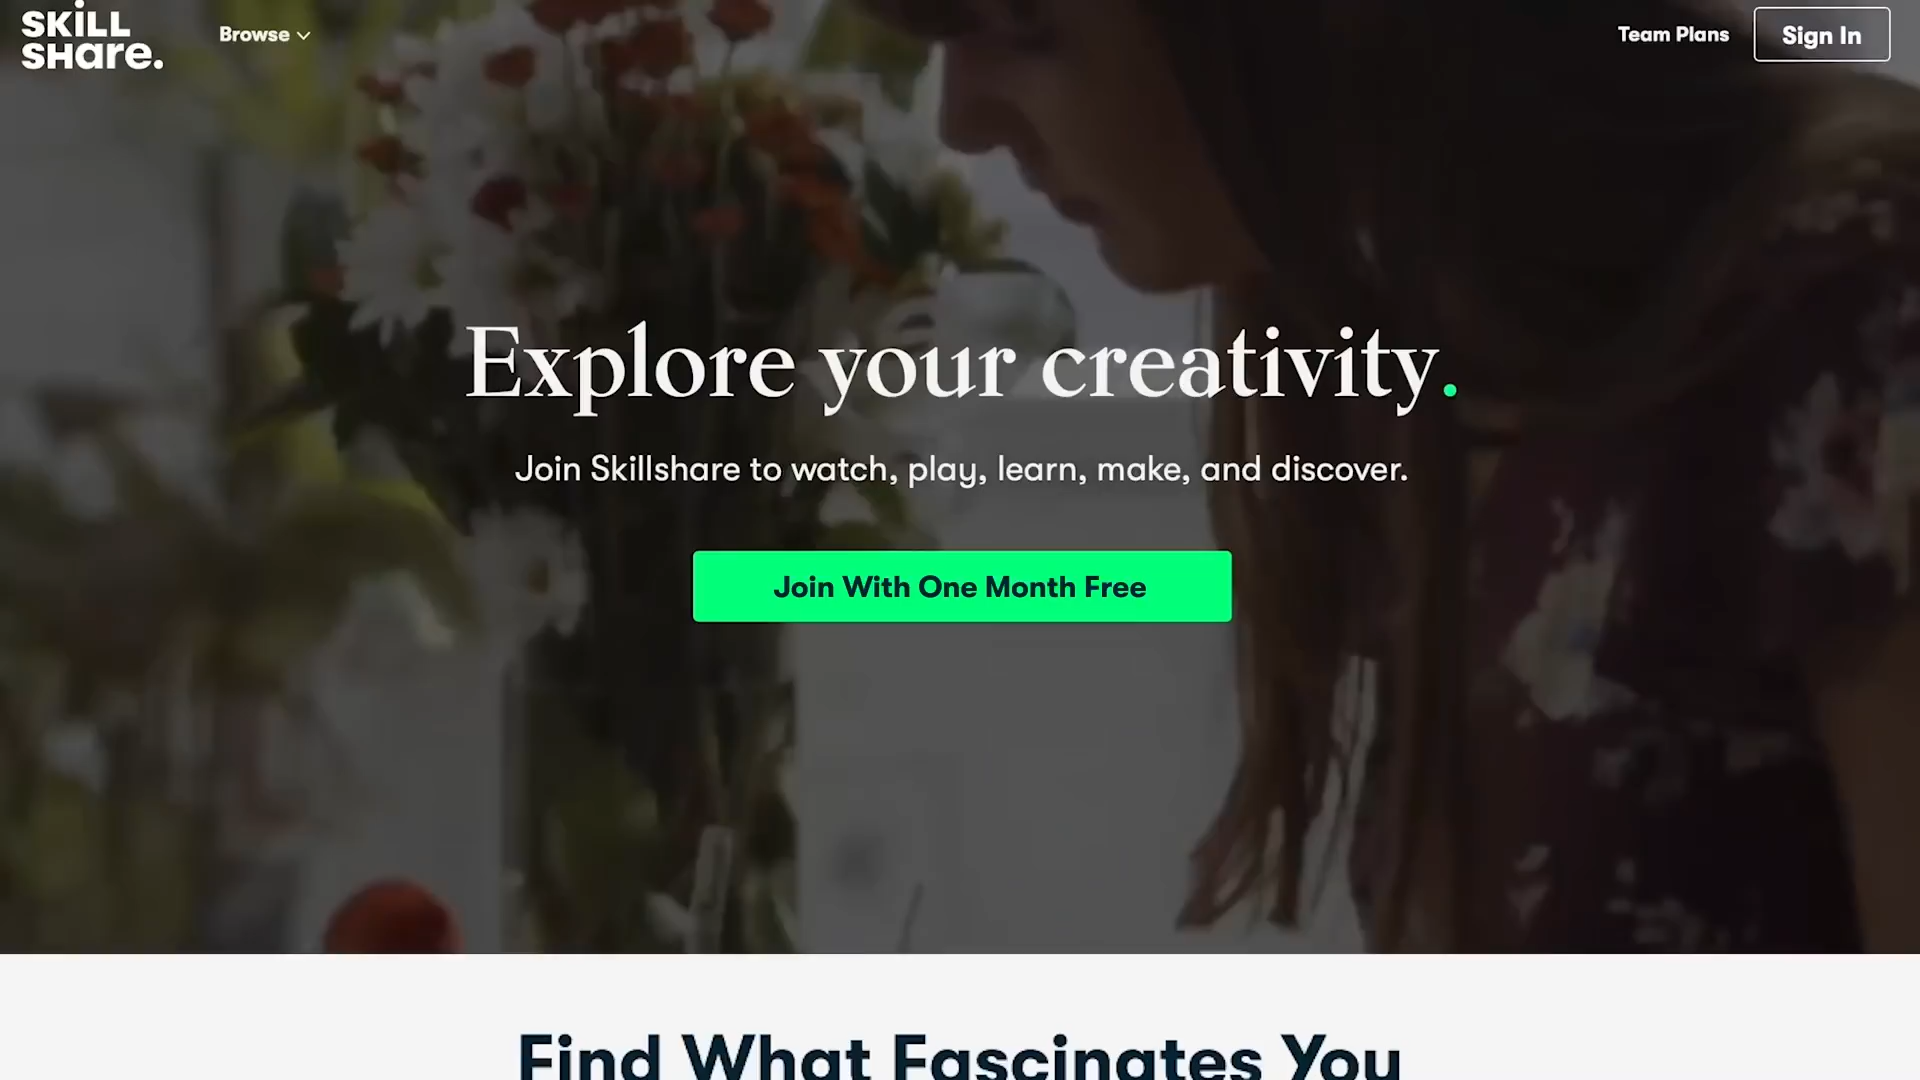 SKiLL
SHare.
Browse
Team Plans
Sign In
Explore your creativity.
Join Skillshare to watch, play, learn, make, and discover.
Join With One Month Free
Find What Fascinates You